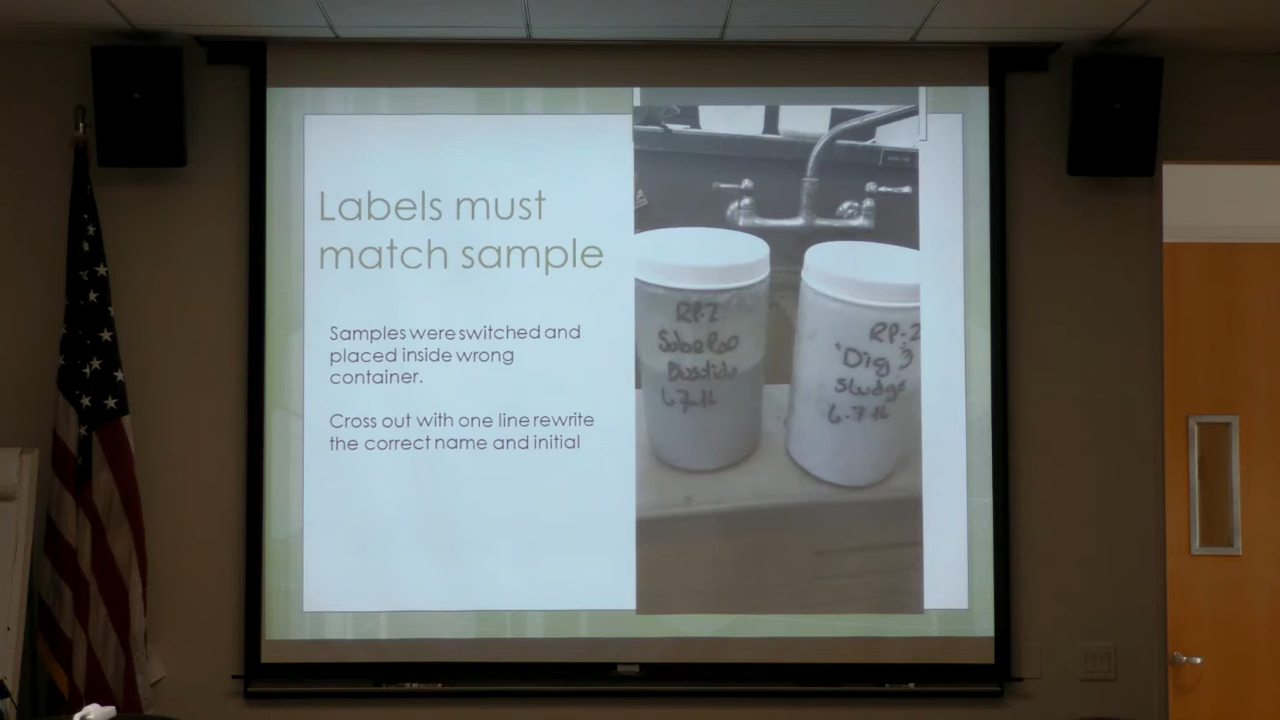 Labels must
match sample
Samples were switched and
placed inside wrong
container.
Cross out with one line rewrite
the correct name and initial
RP-2
6-7-16
RP-2
Dig 3
Sludge
6-7-16